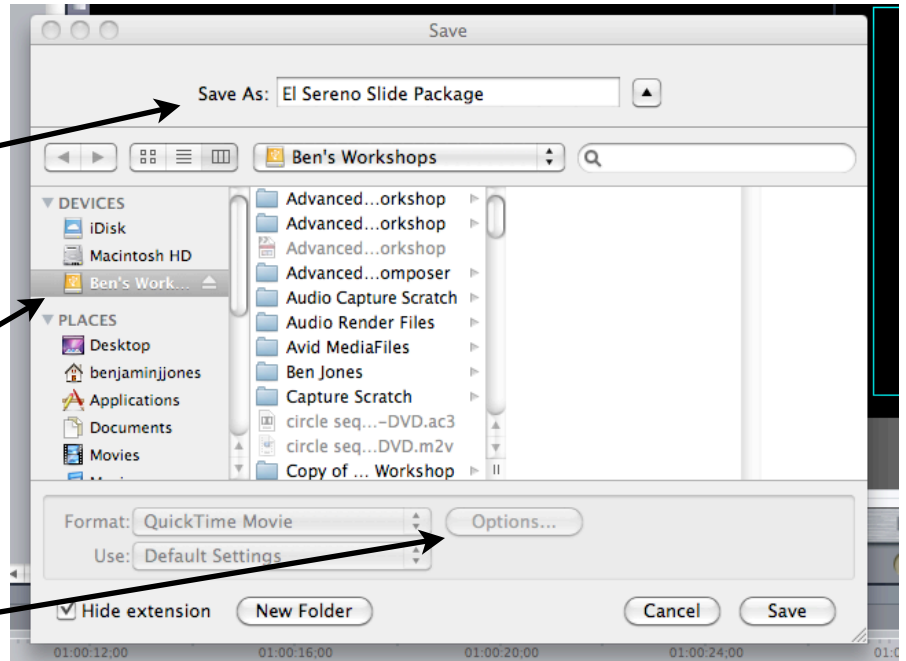 Save
Save As: El Sereno Slide Package
Ben's Workshops
DEVICES
iDisk
Macintosh HD
Ben's Work...
PLACES
Desktop
benjaminjjones
Applications
Documents
Movies
Advanced...orkshop
Advanced...orkshop
Advanced...orkshop
Advanced...omposer
Audio Capture Scratch
Audio Render Files
Avid MediaFiles
Ben Jones
Capture Scratch
circle seq...-DVD.ac3
circle seq...DVD.m2v
Copy of ... Workshop
Format: QuickTime Movie
Options...
Use: Default Settings
Hide extension
New Folder
Cancel
Save
01:00:12;00 01:00:16;00 01:00:20;00 01:00:24;00